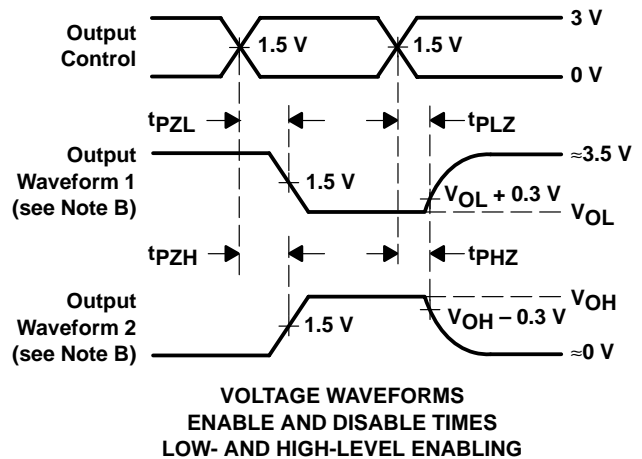 Output
Control
1.5 V
1.5 V
3 V
0 V
tPZL
tPLZ
Output
Waveform 1
(see Note B)
1.5 V
VOL + 0.3 V
≈3.5 V
VOL
tPZH
tPHZ
Output
Waveform 2
(see Note B)
1.5 V
VOH – 0.3 V
VOH
≈0 V
VOLTAGE WAVEFORMS
ENABLE AND DISABLE TIMES
LOW- AND HIGH-LEVEL ENABLING